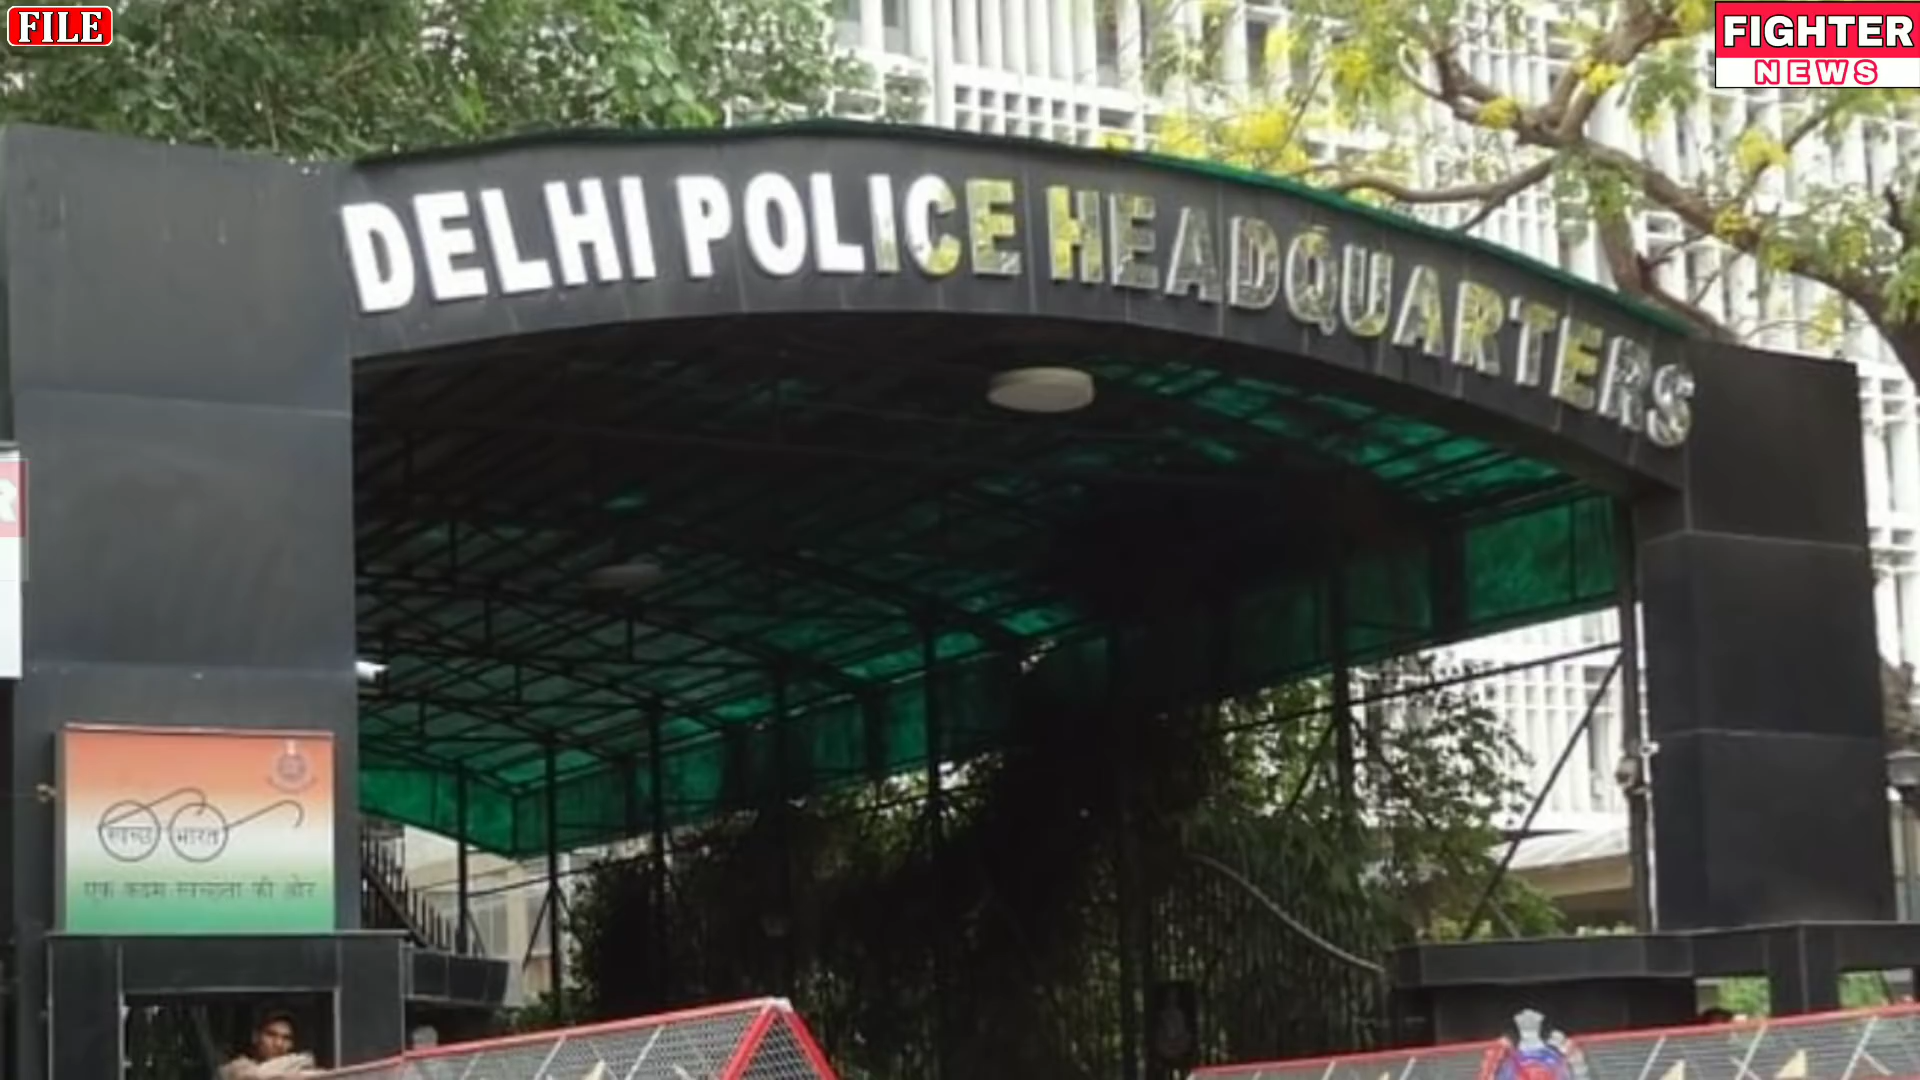 FILE
FIGHTER
NEWS
DELHI POLICE HEADQUARTERS
R
स्वच्छ भारत
एक कदम स्वच्छता की ओर